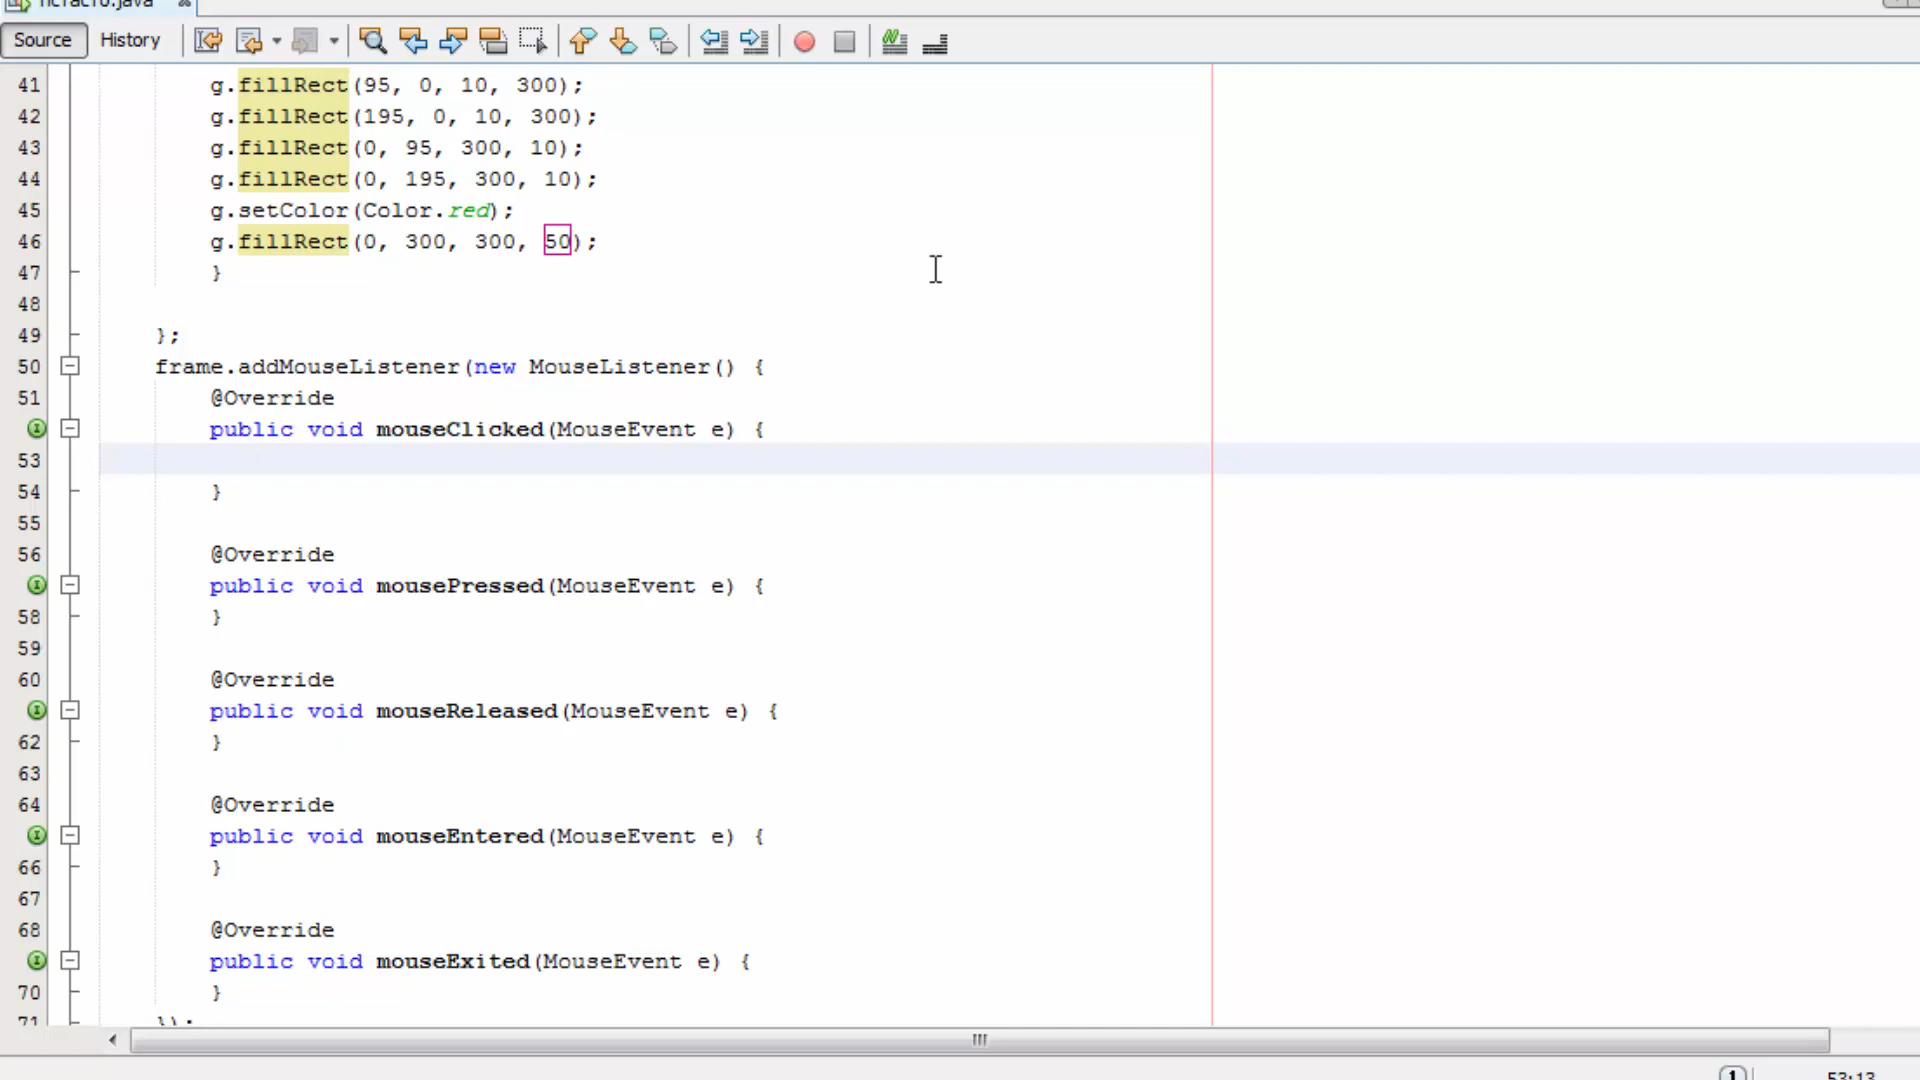 Source History
41 g.fillRect(95, 0, 10, 300);
42 g.fillRect(195, 0, 10, 300);
43 g.fillRect(0, 95, 300, 10);
44 g.fillRect(0, 195, 300, 10);
45 g.setColor(Color.red);
46 g.fillRect(0, 300, 300, 50);
47 }
48
49 };
50 frame.addMouseListener(new MouseListener() {
51 @Override
public void mouseClicked(MouseEvent e) {
53
54 }
55
56 @Override
public void mousePressed(MouseEvent e) {
58 }
59
60 @Override
public void mouseReleased(MouseEvent e) {
62 }
63
64 @Override
public void mouseEntered(MouseEvent e) {
66 }
67
68 @Override
public void mouseExited(MouseEvent e) {
70 }
71 });
53:13